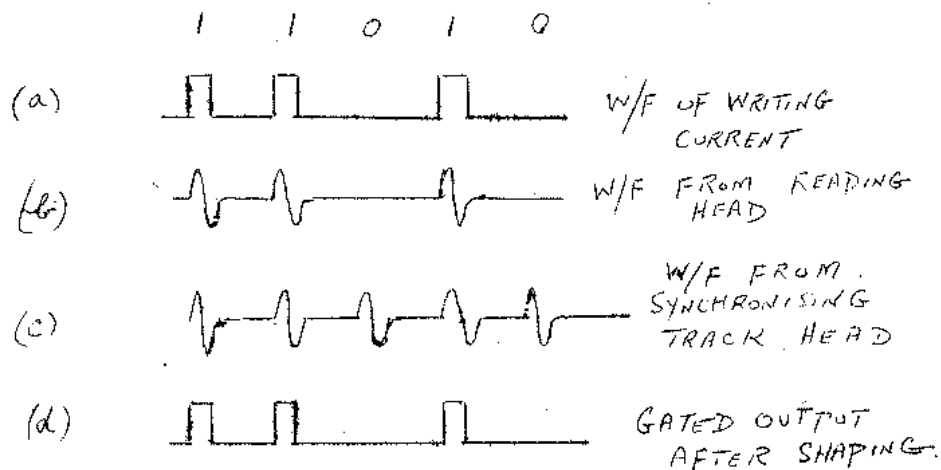 1 1 0 1 0
(a)
W/F OF WRITING
CURRENT
(b)
W/F FROM READING
HEAD
(c)
W/F FROM
SYNCHRONISING
TRACK HEAD
(d)
GATED OUTPUT
AFTER SHAPING.